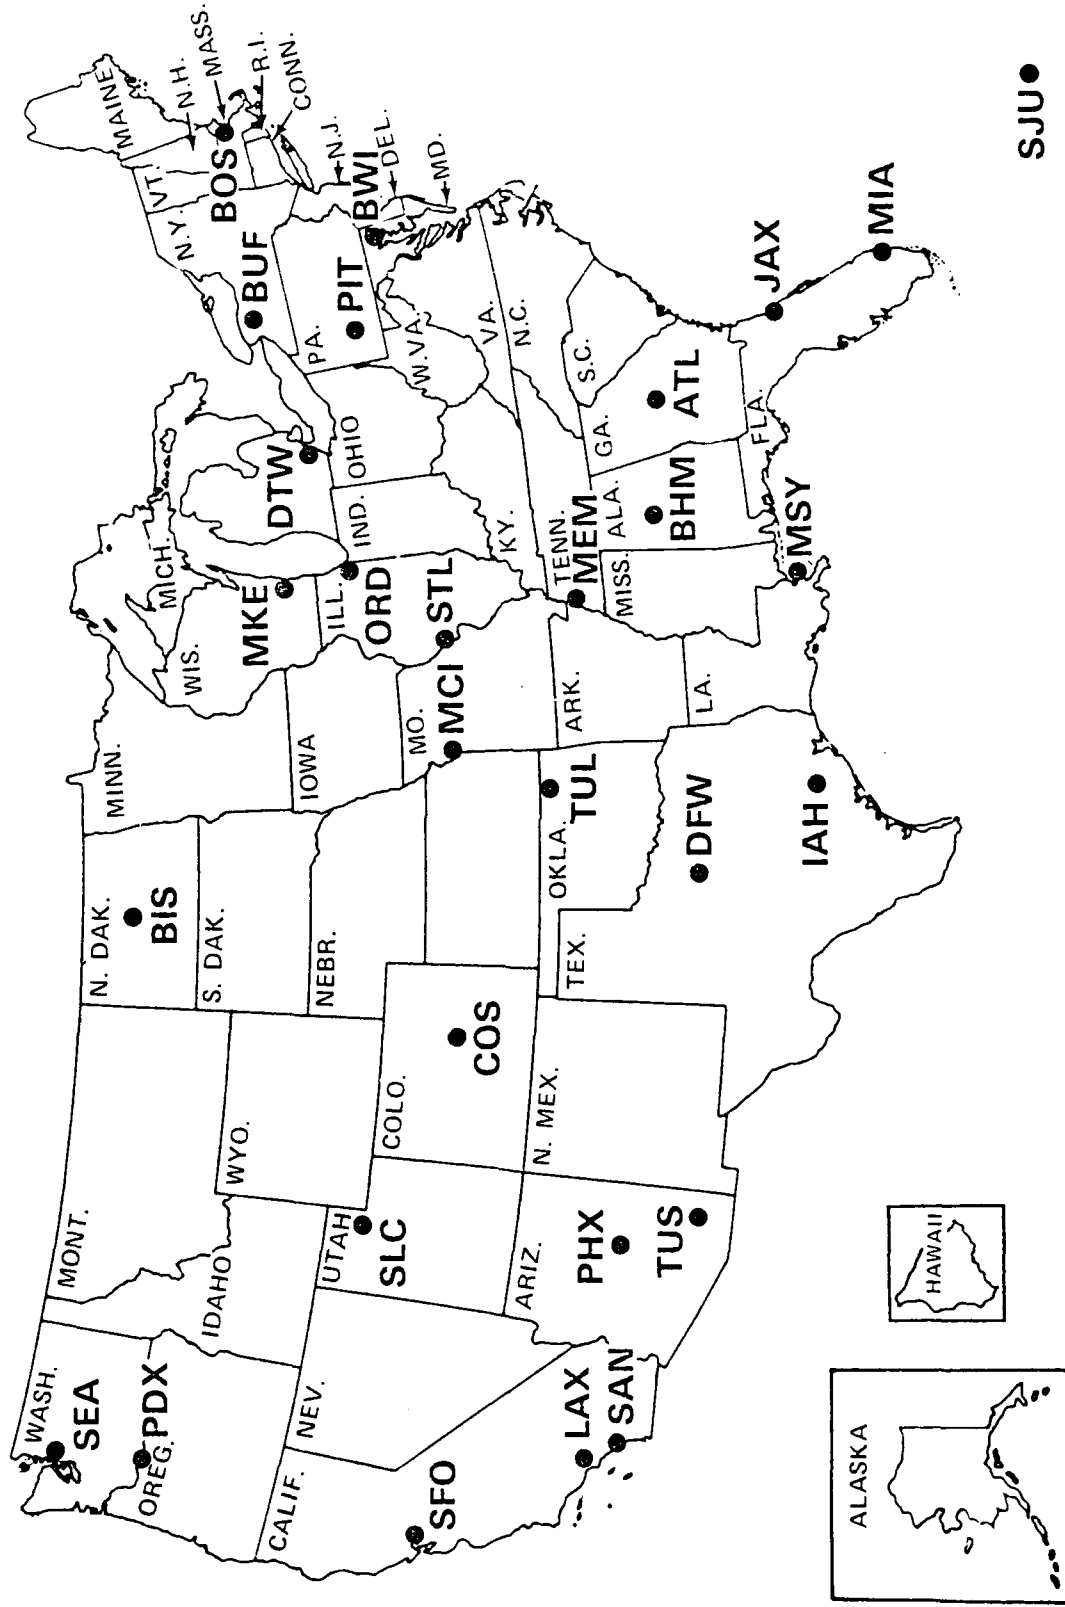 WASH.
SEA
PDX
OREG.
MONT.
IDAHO
N. DAK.
BIS
S. DAK.
MINN.
WIS.
MICH.
MKE
DTW
N.Y.
VT.
MAINE
N.H.
MASS.
BOS
R.I.
CONN.
BUF
PA.
PIT
N.J.
BWI
DEL.
MD.
WYO.
NEBR.
IOWA
ILL.
ORD
IND.
OHIO
W.VA.
VA.
CALIF.
NEV.
UTAH
SLC
COLO.
COS
MO.
MCI
STL
KY.
N.C.
SFO
ARIZ.
N. MEX.
OKLA.
TUL
ARK.
TENN.
MEM
S.C.
LAX
SAN
PHX
TUS
TEX.
DFW
LA.
MISS.
ALA.
BHM
GA.
ATL
IAH
MSY
FLA.
JAX
MIA
ALASKA
HAWAII
SJU